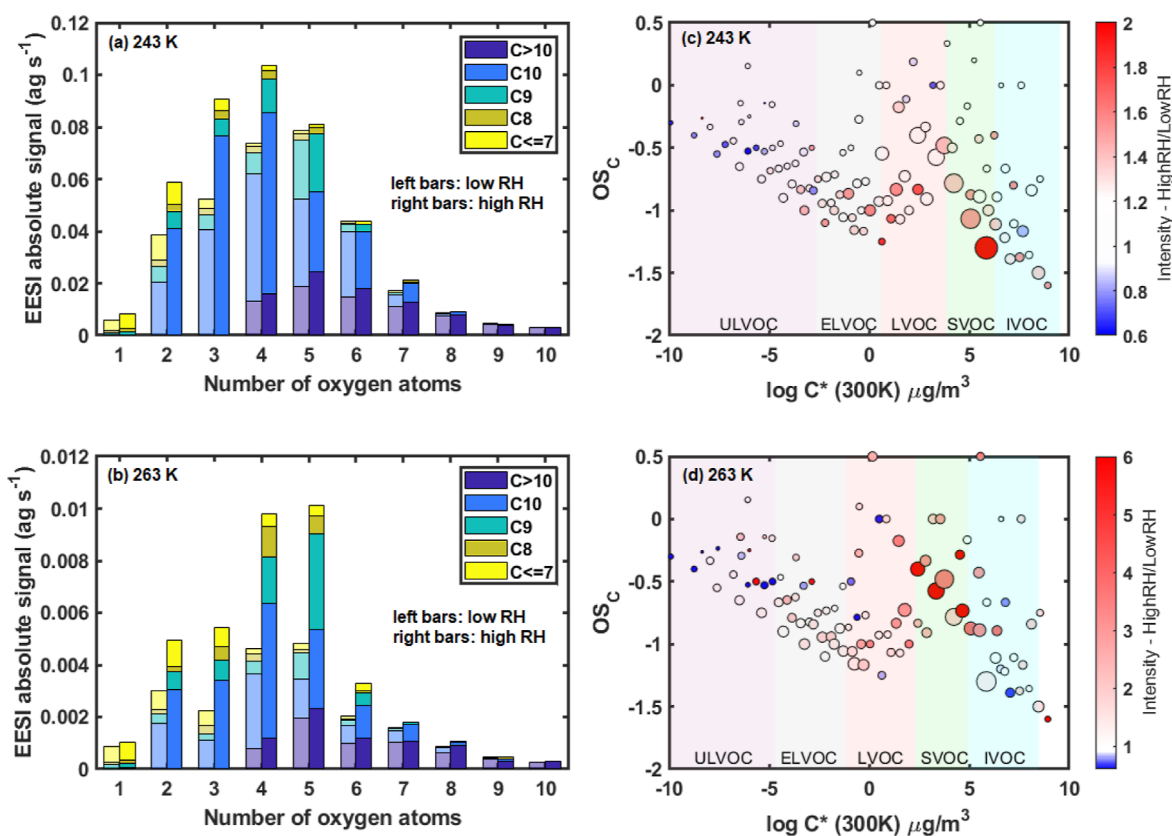 (a) 243 K
EESI absolute signal (ag s⁻¹)
0.12
0.1
0.08
0.06
0.04
0.02
0
C>10
C10
C9
C8
C<=7
left bars: low RH
right bars: high RH
1 2 3 4 5 6 7 8 9 10
Number of oxygen atoms
(c) 243 K
OS_C
0.5
0
-0.5
-1
-1.5
-2
ULVOC ELVOC LVOC SVOC IVOC
-10 -5 0 5 10
log C* (300K) μg/m³
2
1.8
1.6
1.4
1.2
1
0.8
0.6
Intensity - HighRH/LowRH
(b) 263 K
EESI absolute signal (ag s⁻¹)
0.012
0.01
0.008
0.006
0.004
0.002
0
C>10
C10
C9
C8
C<=7
left bars: low RH
right bars: high RH
1 2 3 4 5 6 7 8 9 10
Number of oxygen atoms
(d) 263 K
OS_C
0.5
0
-0.5
-1
-1.5
-2
ULVOC ELVOC LVOC SVOC IVOC
-10 -5 0 5 10
log C* (300K) μg/m³
6
5
4
3
2
1
Intensity - HighRH/LowRH